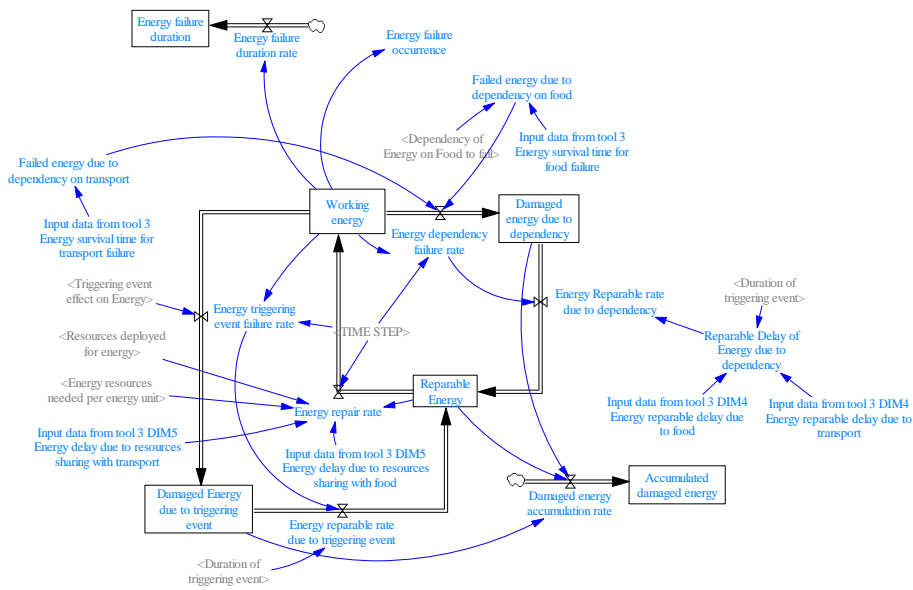 Energy failure
duration
Energy failure
duration rate
Energy failure
occurrence
Failed energy due to
dependency on food
<Dependency of
Energy on Food to fail>
Input data from tool 3
Energy survival time for
food failure
Failed energy due to
dependency on transport
Input data from tool 3
Energy survival time for
transport failure
Working
energy
Energy dependency
failure rate
Damaged
energy due to
dependency
<Triggering event
effect on Energy>
Energy triggering
event failure rate
<TIME STEP>
Energy Reparable rate
due to dependency
<Duration of
triggering event>
Reparable Delay of
Energy due to
dependency
<Resources deployed
for energy>
<Energy resources
needed per energy unit>
Reparable
Energy
Energy repair rate
Input data from tool 3 DIM4
Energy reparable delay due
to food
Input data from tool 3 DIM4
Energy reparable delay due to
transport
Input data from tool 3 DIM5
Energy delay due to resources
sharing with transport
Input data from tool 3 DIM5
Energy delay due to resources
sharing with food
Damaged Energy
due to triggering
event
Energy reparable rate
due to triggering event
Damaged energy
accumulation rate
Accumulated
damaged energy
<Duration of
triggering event>